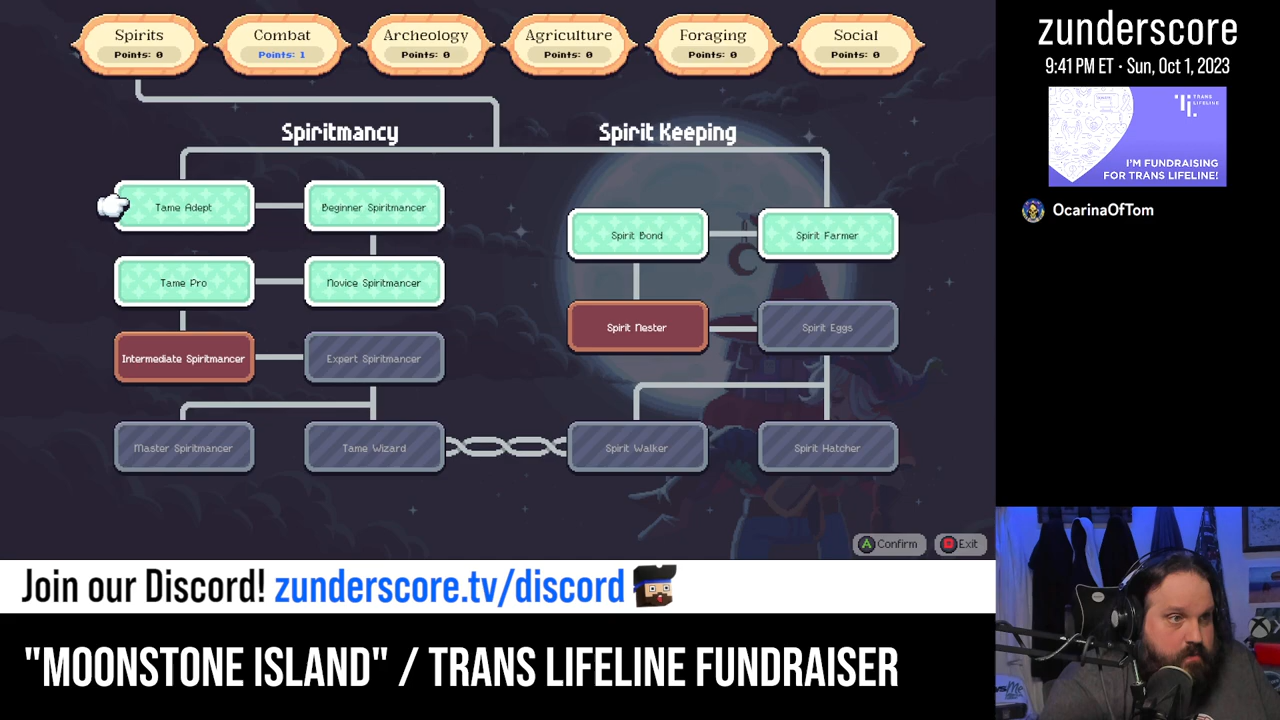 Spirits
Points: 0
Combat
Points: 1
Archeology
Points: 0
Agriculture
Points: 0
Foraging
Points: 0
Social
Points: 0
Spiritmancy
Spirit Keeping
Tame Adept
Beginner Spiritmancer
Spirit Bond
Spirit Farmer
Tame Pro
Novice Spiritmancer
Spirit Nester
Spirit Eggs
Intermediate Spiritmancer
Expert Spiritmancer
Master Spiritmancer
Tame Wizard
Spirit Walker
Spirit Hatcher
A Confirm
Exit
zunderscore
9:41 PM ET · Sun, Oct 1, 2023
TRANS
LIFELINE
I'M FUNDRAISING
FOR TRANS LIFELINE!
OcarinaOfTom
Join our Discord! zunderscore.tv/discord
"MOONSTONE ISLAND" / TRANS LIFELINE FUNDRAISER